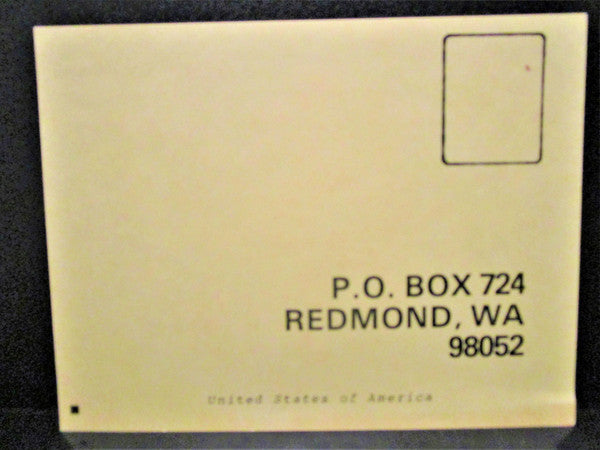 P.O. BOX 724
REDMOND, WA
98052
United States of America